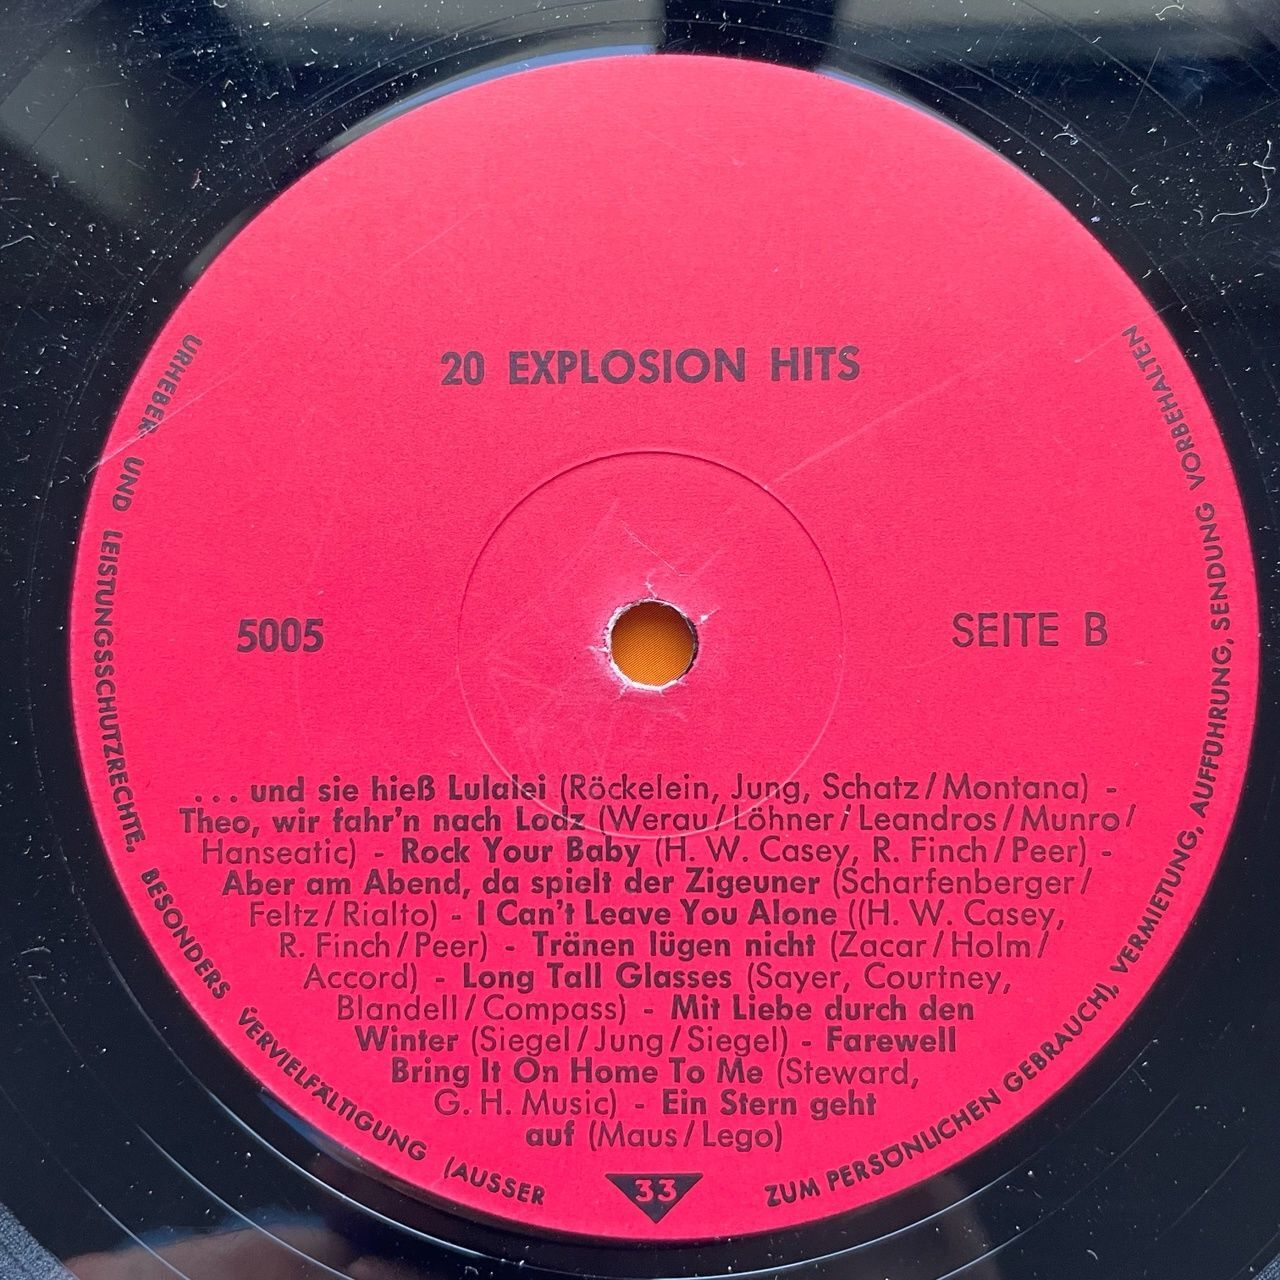 20 EXPLOSION HITS
5005
SEITE B
... und sie hieß Lulalei (Röckelein, Jung, Schatz/Montana) -
Theo, wir fahr'n nach Lodz (Werau/Löhner/Leandros/Munro/
Hanseatic) - Rock Your Baby (H. W. Casey, R. Finch/Peer) -
Aber am Abend, da spielt der Zigeuner (Scharfenberger/
Feltz/Rialto) - I Can't Leave You Alone ((H. W. Casey,
R. Finch/Peer) - Tränen lügen nicht (Zacar/Holm/
Accord) - Long Tall Glasses (Sayer, Courtney,
Blandell/Compass) - Mit Liebe durch den
Winter (Siegel/Jung/Siegel) - Farewell
Bring It On Home To Me (Steward,
G. H. Music) - Ein Stern geht
auf (Maus/Lego)
33
URHEBER- UND LEISTUNGSSCHUTZRECHTE, BESONDERS VERVIELFÄLTIGUNG (AUSSER ZUM PERSÖNLICHEN GEBRAUCH), VERMIETUNG, AUFFÜHRUNG, SENDUNG VORBEHALTEN